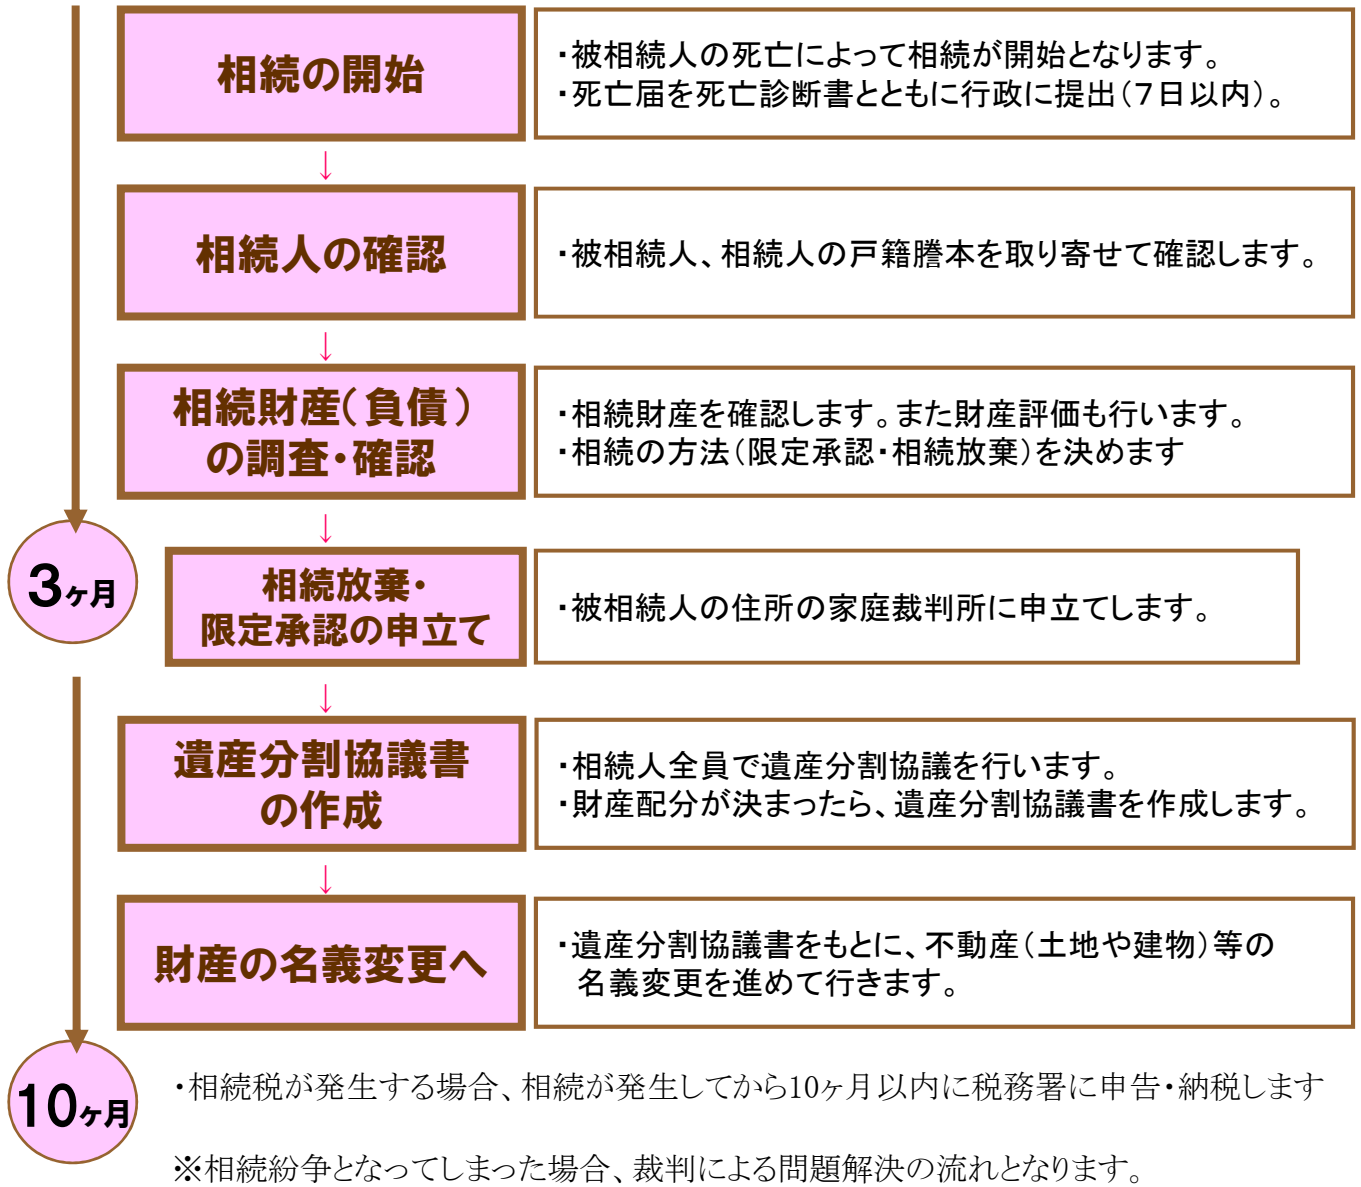 相続の開始
・被相続人の死亡によって相続が開始となります。
・死亡届を死亡診断書とともに行政に提出（７日以内）。
↓
相続人の確認
・被相続人、相続人の戸籍謄本を取り寄せて確認します。
↓
相続財産（負債）
の調査・確認
・相続財産を確認します。また財産評価も行います。
・相続の方法（限定承認・相続放棄）を決めます
↓
3ヶ月
相続放棄・
限定承認の申立て
・被相続人の住所の家庭裁判所に申立てします。
↓
遺産分割協議書
の作成
・相続人全員で遺産分割協議を行います。
・財産配分が決まったら、遺産分割協議書を作成します。
↓
財産の名義変更へ
・遺産分割協議書をもとに、不動産（土地や建物）等の
名義変更を進めて行きます。
10ヶ月
・相続税が発生する場合、相続が発生してから10ヶ月以内に税務署に申告・納税します
※相続紛争となってしまった場合、裁判による問題解決の流れとなります。